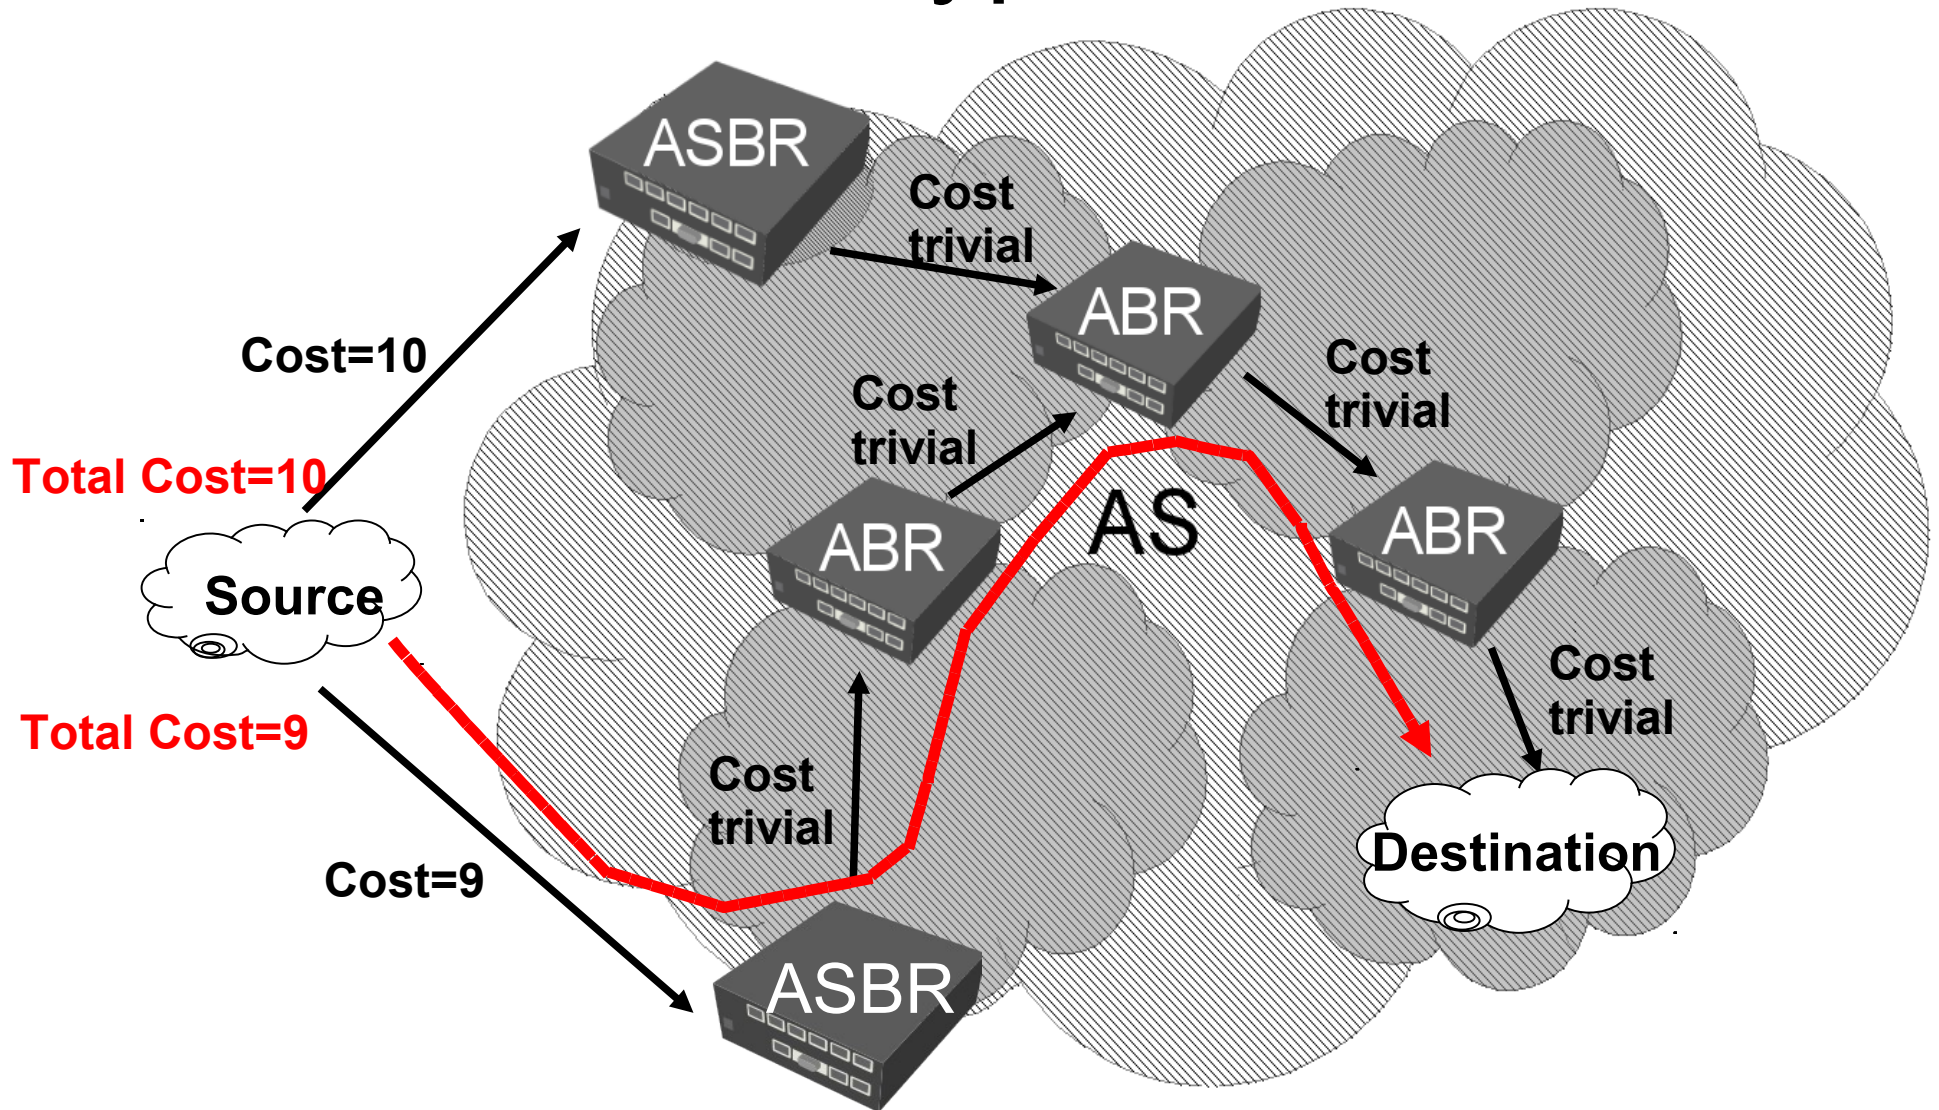 ASBR
Cost
trivial
ABR
Cost=10
Cost
trivial
Cost
trivial
Total Cost=10
AS
ABR
ABR
Source
Cost
trivial
Total Cost=9
Cost
trivial
Cost=9
Destination
ASBR